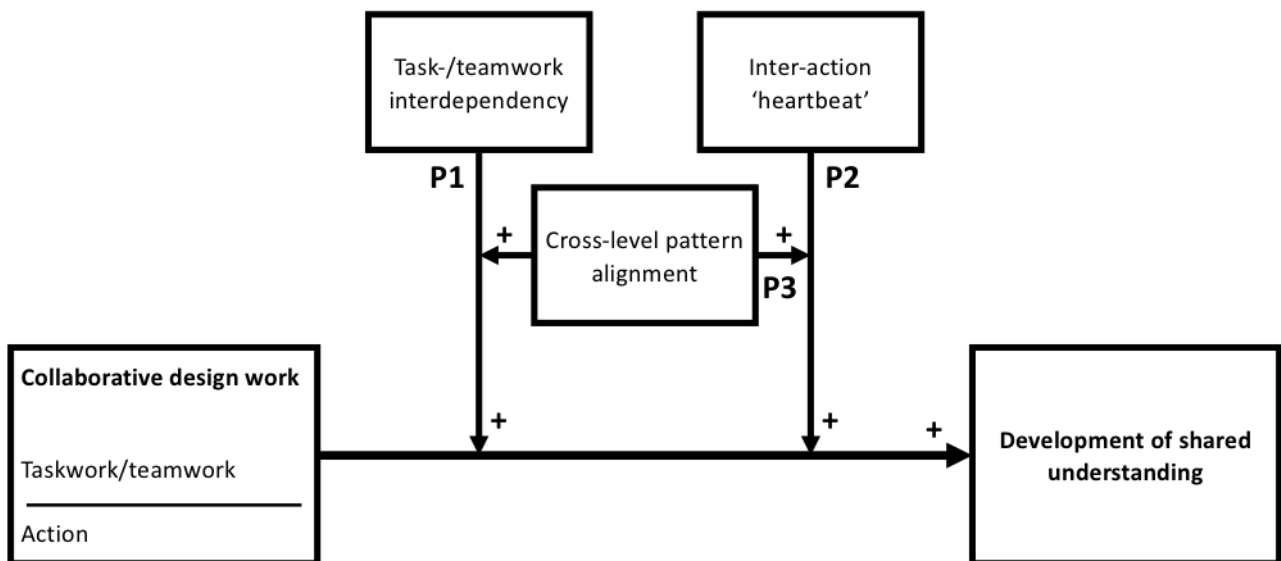 Task-/teamwork
interdependency
Inter-action
‘heartbeat’
P1
P2
+
Cross-level pattern
alignment
+
P3
Collaborative design work
Taskwork/teamwork
Action
+
+
+
Development of shared
understanding